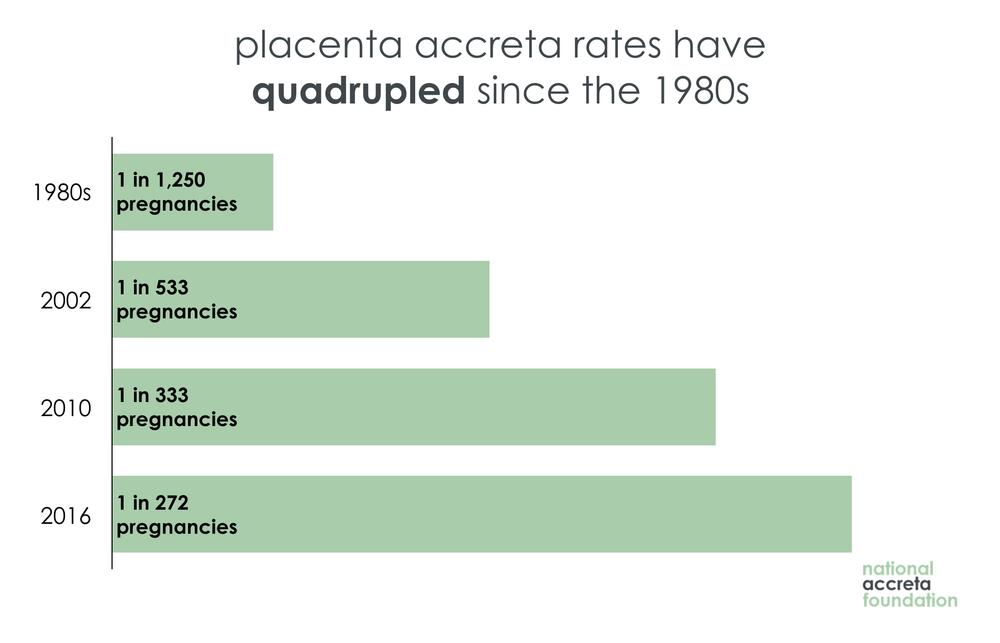 placenta accreta rates have
quadrupled since the 1980s
1980s
1 in 1,250
pregnancies
2002
1 in 533
pregnancies
2010
1 in 333
pregnancies
2016
1 in 272
pregnancies
national
accreta
foundation